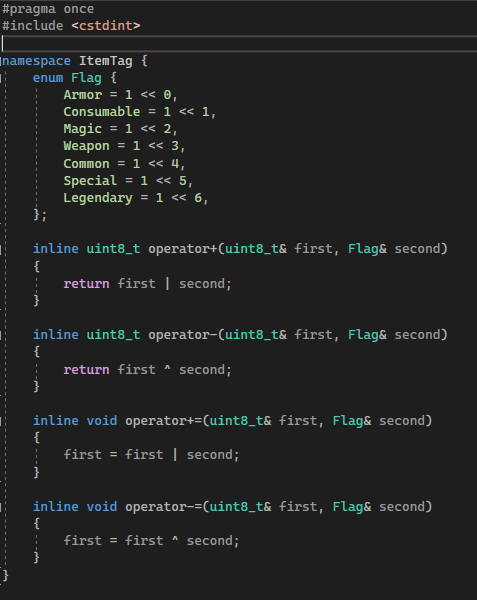 #pragma once
#include <cstdint>
namespace ItemTag {
enum Flag {
Armor = 1 << 0,
Consumable = 1 << 1,
Magic = 1 << 2,
Weapon = 1 << 3,
Common = 1 << 4,
Special = 1 << 5,
Legendary = 1 << 6,
};
inline uint8_t operator+(uint8_t& first, Flag& second)
{
return first | second;
}
inline uint8_t operator-(uint8_t& first, Flag& second)
{
return first ^ second;
}
inline void operator+=(uint8_t& first, Flag& second)
{
first = first | second;
}
inline void operator-=(uint8_t& first, Flag& second)
{
first = first ^ second;
}
}